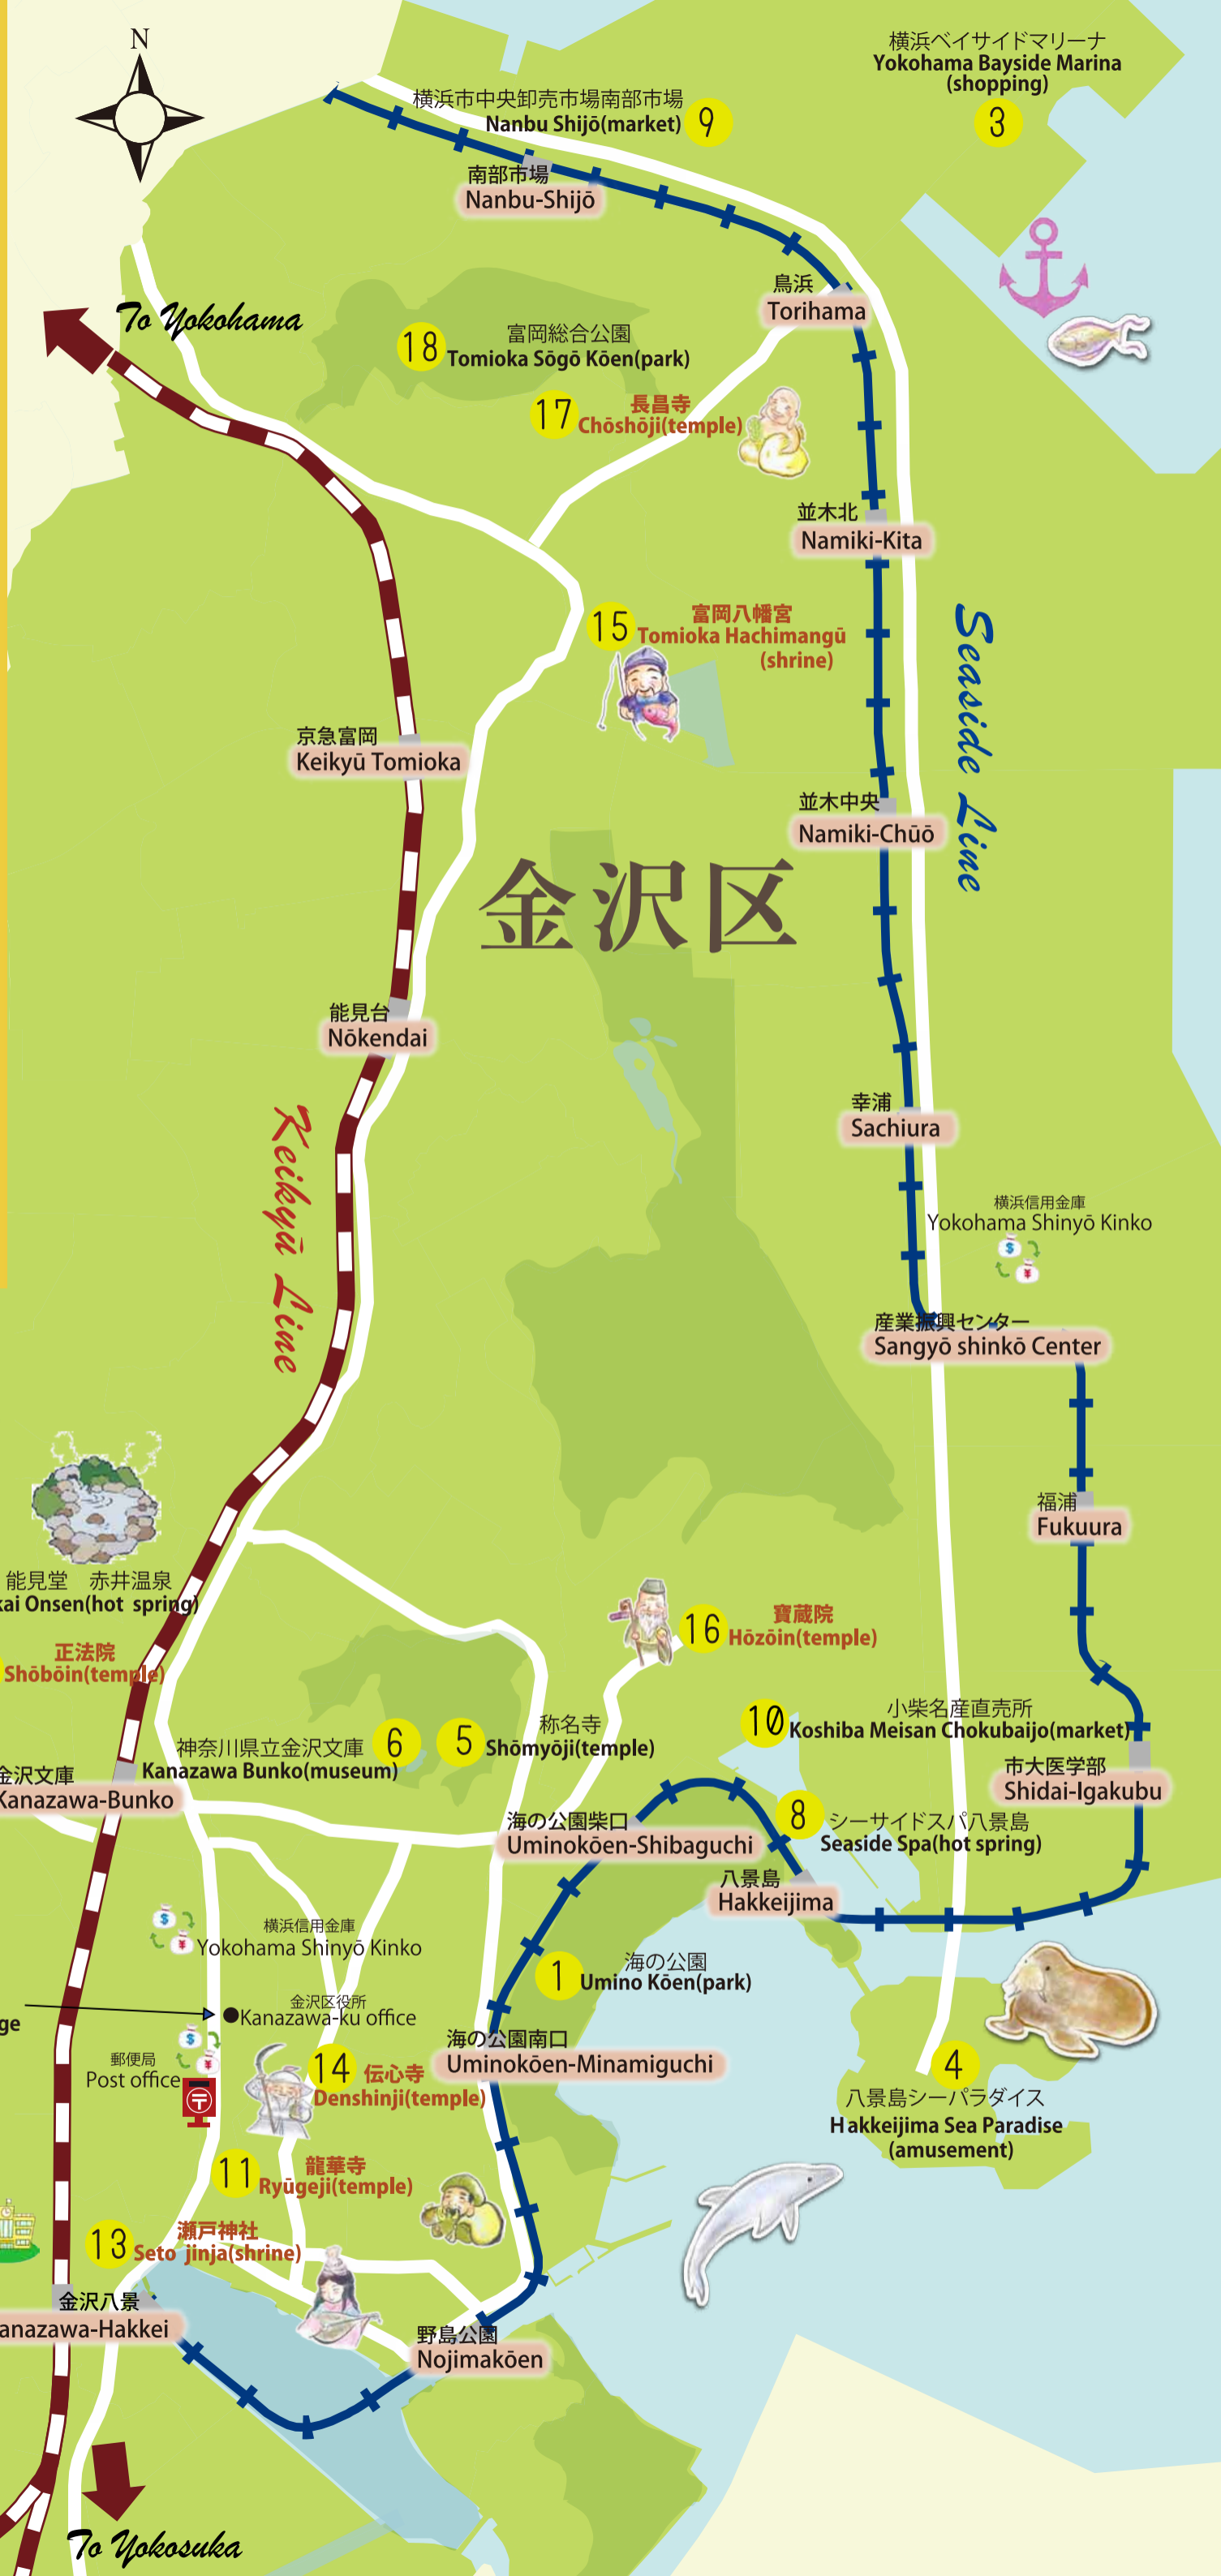 N
横浜ベイサイドマリーナ
Yokohama Bayside Marina
(shopping)
3
横浜市中央卸売市場南部市場
Nanbu Shijō(market)
9
南部市場
Nanbu-Shijō
鳥浜
Torihama
To Yokohama
18
富岡総合公園
Tomioka Sōgō Kōen(park)
17
長昌寺
Chōshōji(temple)
並木北
Namiki-Kita
15
富岡八幡宮
Tomioka Hachimangū
(shrine)
Seaside Line
京急富岡
Keikyū Tomioka
並木中央
Namiki-Chūō
金沢区
能見台
Nōkendai
幸浦
Sachiura
Keikyū Line
横浜信用金庫
Yokohama Shinyō Kinko
$
¥
産業振興センター
Sangyō shinkō Center
福浦
Fukuura
能見堂　赤井温泉
kai Onsen(hot spring)
正法院
Shōbōin(temple)
16
寶蔵院
Hōzōin(temple)
10
小柴名産直売所
Koshiba Meisan Chokubaijo(market)
神奈川県立金沢文庫
Kanazawa Bunko(museum)
6
5
称名寺
Shōmyōji(temple)
金沢文庫
Kanazawa-Bunko
市大医学部
Shidai-Igakubu
海の公園柴口
Uminokōen-Shibaguchi
8
シーサイドスパ八景島
Seaside Spa(hot spring)
八景島
Hakkeijima
$
¥
横浜信用金庫
Yokohama Shinyō Kinko
1
海の公園
Umino Kōen(park)
金沢区役所
Kanazawa-ku office
ge
海の公園南口
Uminokōen-Minamiguchi
$
¥
郵便局
Post office
〒
14
伝心寺
Denshinji(temple)
4
八景島シーパラダイス
Hakkeijima Sea Paradise
(amusement)
11
龍華寺
Ryūgeji(temple)
13
瀬戸神社
Seto jinja(shrine)
金沢八景
anazawa-Hakkei
野島公園
Nojimakōen
To Yokosuka